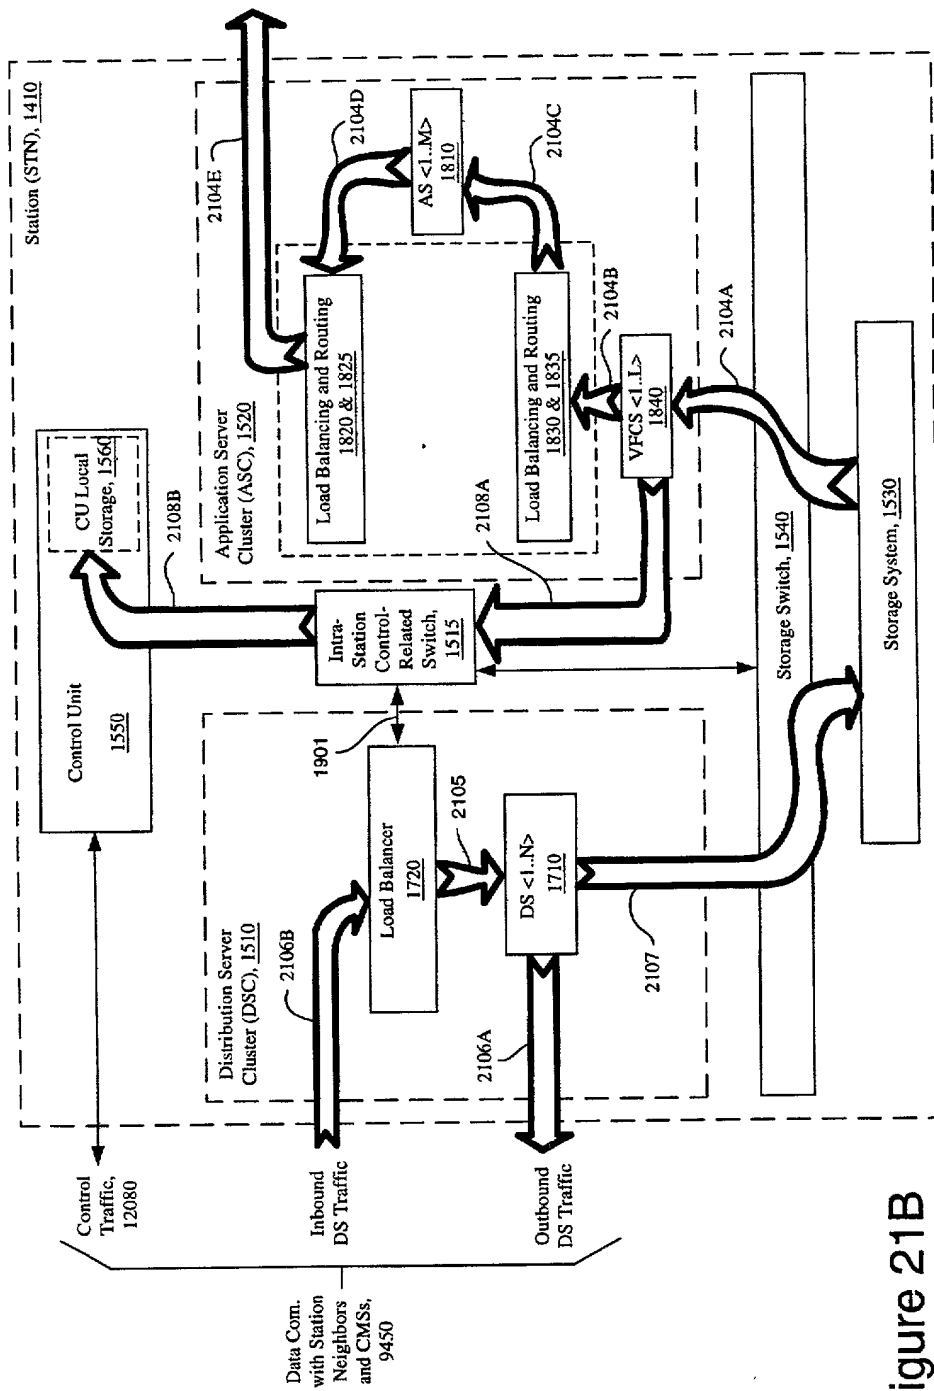 Station (STN), 1410
2104E
Control Unit
1550
CU Local
Storage, 1560
2108B
Application Server
Cluster (ASC), 1520
Load Balancing and Routing
1820 & 1825
2104D
AS <1..M>
1810
2104C
Load Balancing and Routing
1830 & 1835
2104B
VFCS <1..L>
1840
2104A
2108A
Intra-
Station
Control-
Related
Switch,
1515
1901
Distribution Server
Cluster (DSC), 1510
2106B
Load Balancer
1720
2105
DS <1..N>
1710
2106A
2107
Storage Switch, 1540
Storage System, 1530
Control
Traffic,
12080
Inbound
DS Traffic
Outbound
DS Traffic
Data Com.
with Station
Neighbors
and CMSs,
9450
igure 21B